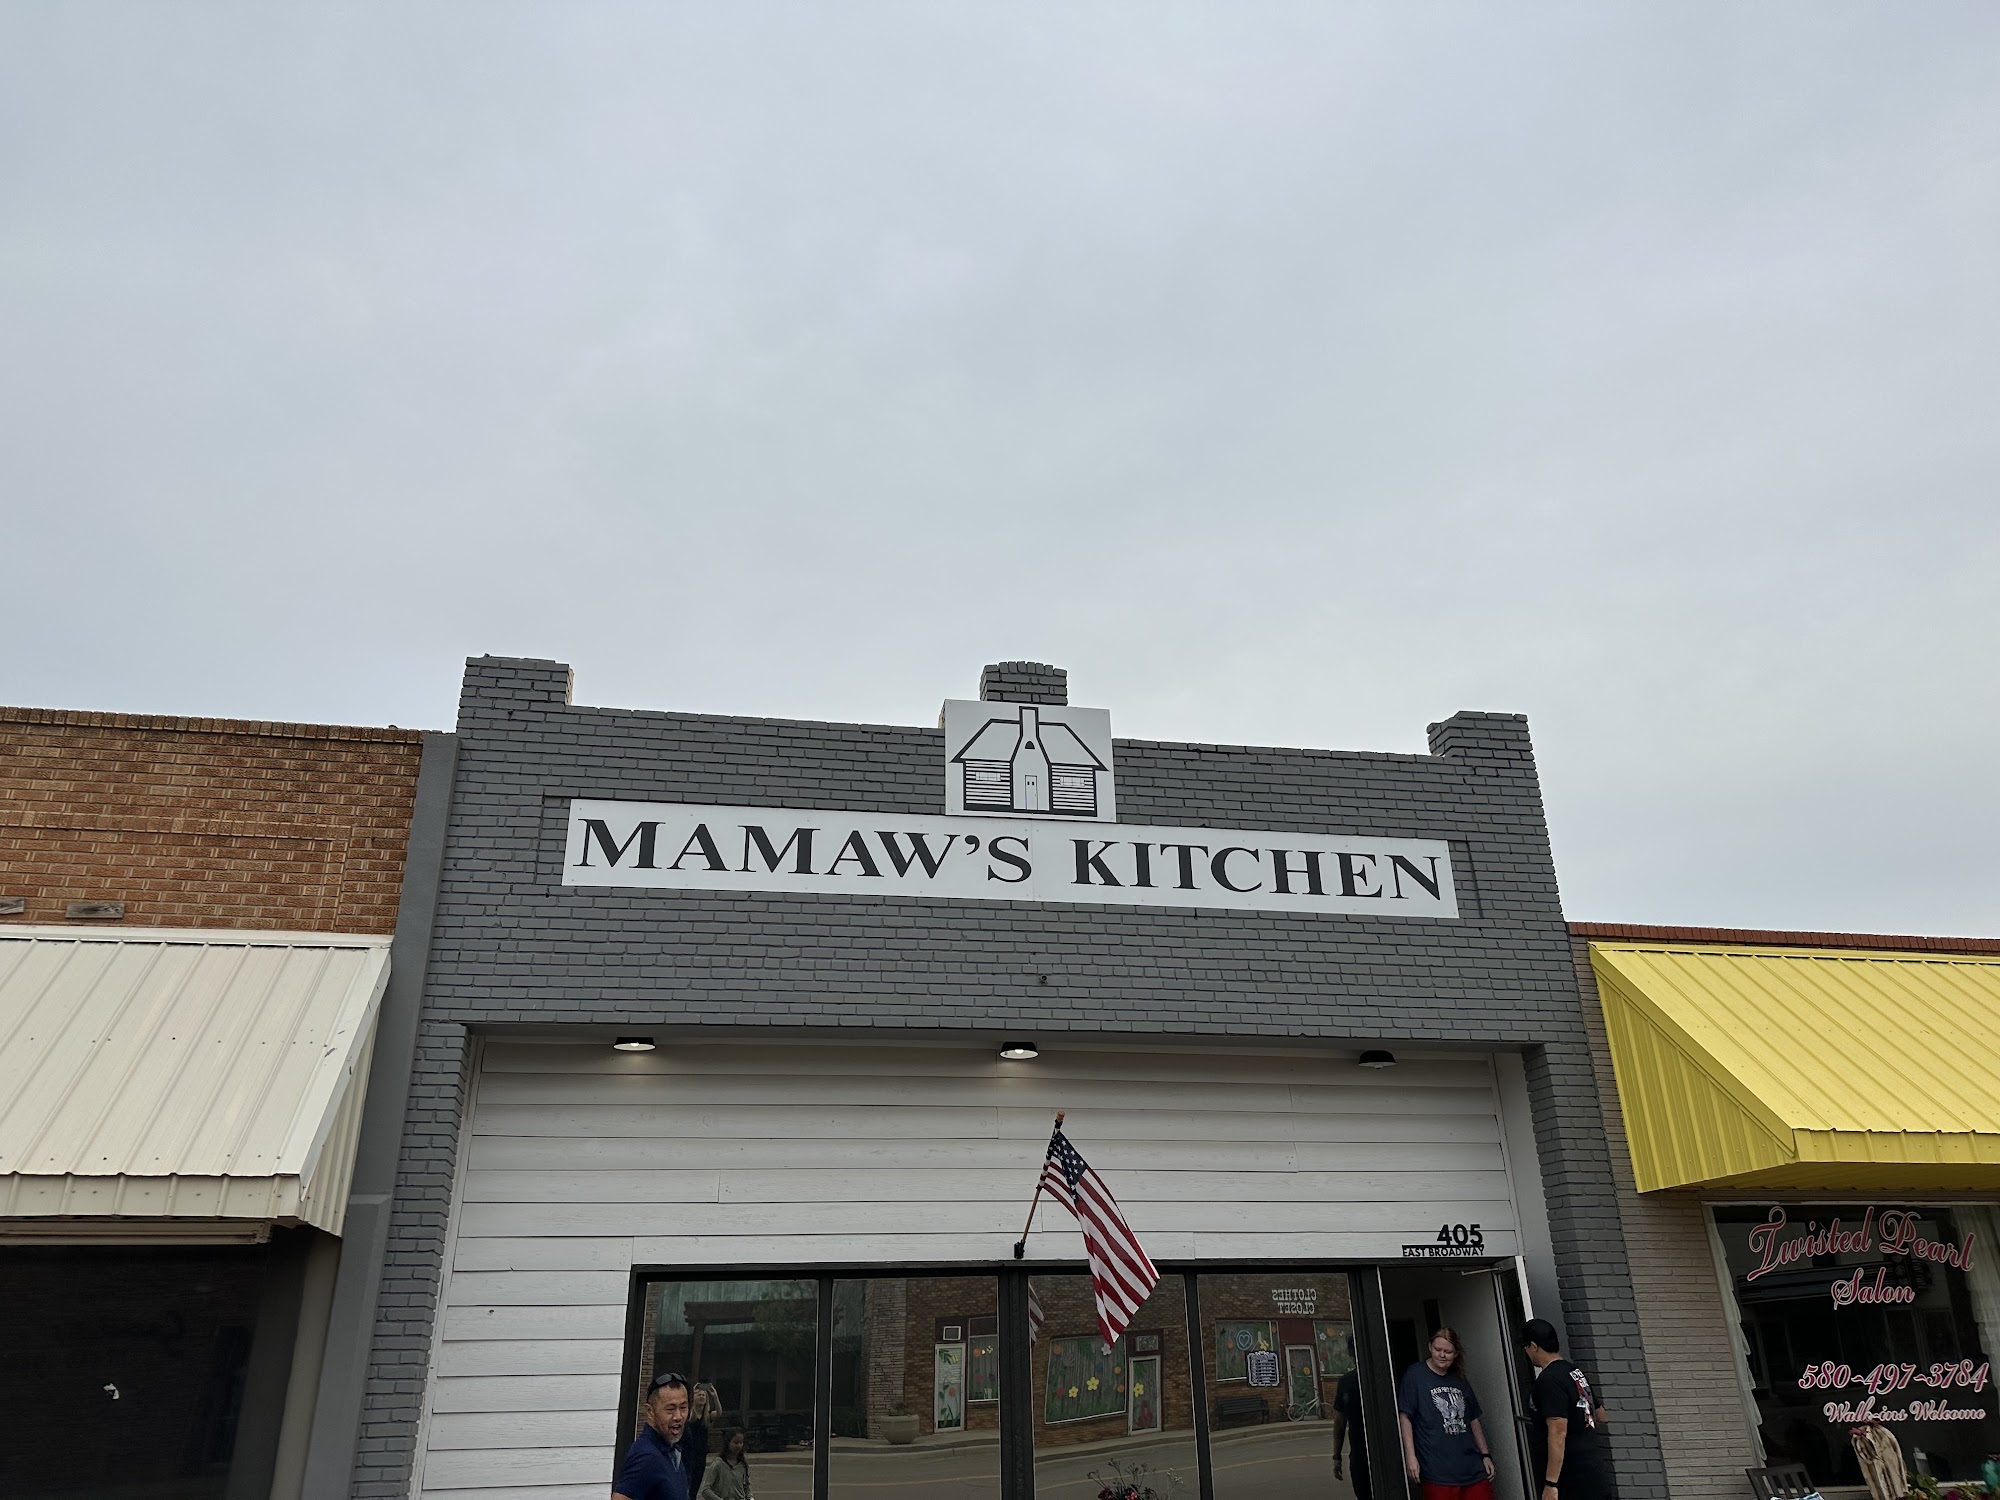 MAMAW'S KITCHEN
405
EAST BROADWAY
CLOTHES
CLOSET
Twisted Pearl
Salon
580-497-3784
Walk-ins Welcome